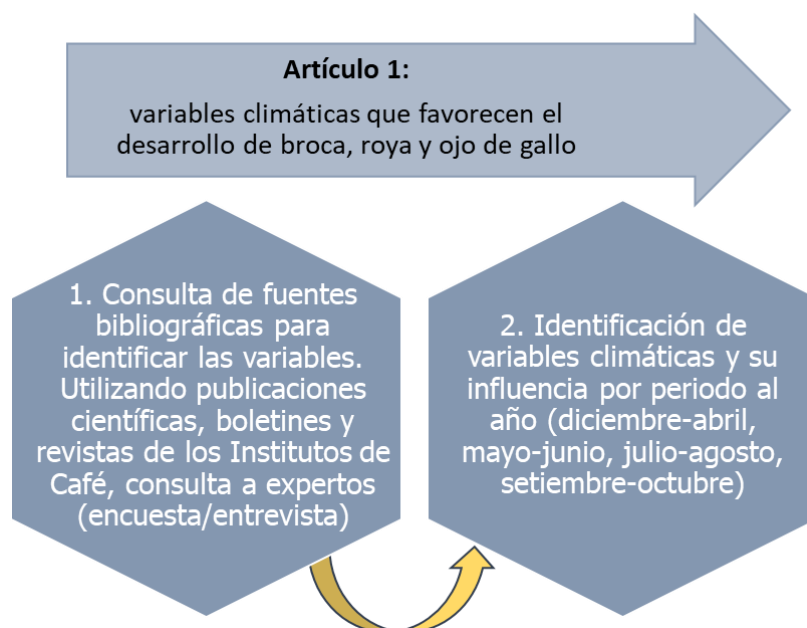 Artículo 1:
variables climáticas que favorecen el
desarrollo de broca, roya y ojo de gallo
1. Consulta de fuentes
bibliográficas para
identificar las variables.
Utilizando publicaciones
científicas, boletines y
revistas de los Institutos de
Café, consulta a expertos
(encuesta/entrevista)
2. Identificación de
variables climáticas y su
influencia por periodo al
año (diciembre-abril,
mayo-junio, julio-agosto,
setiembre-octubre)